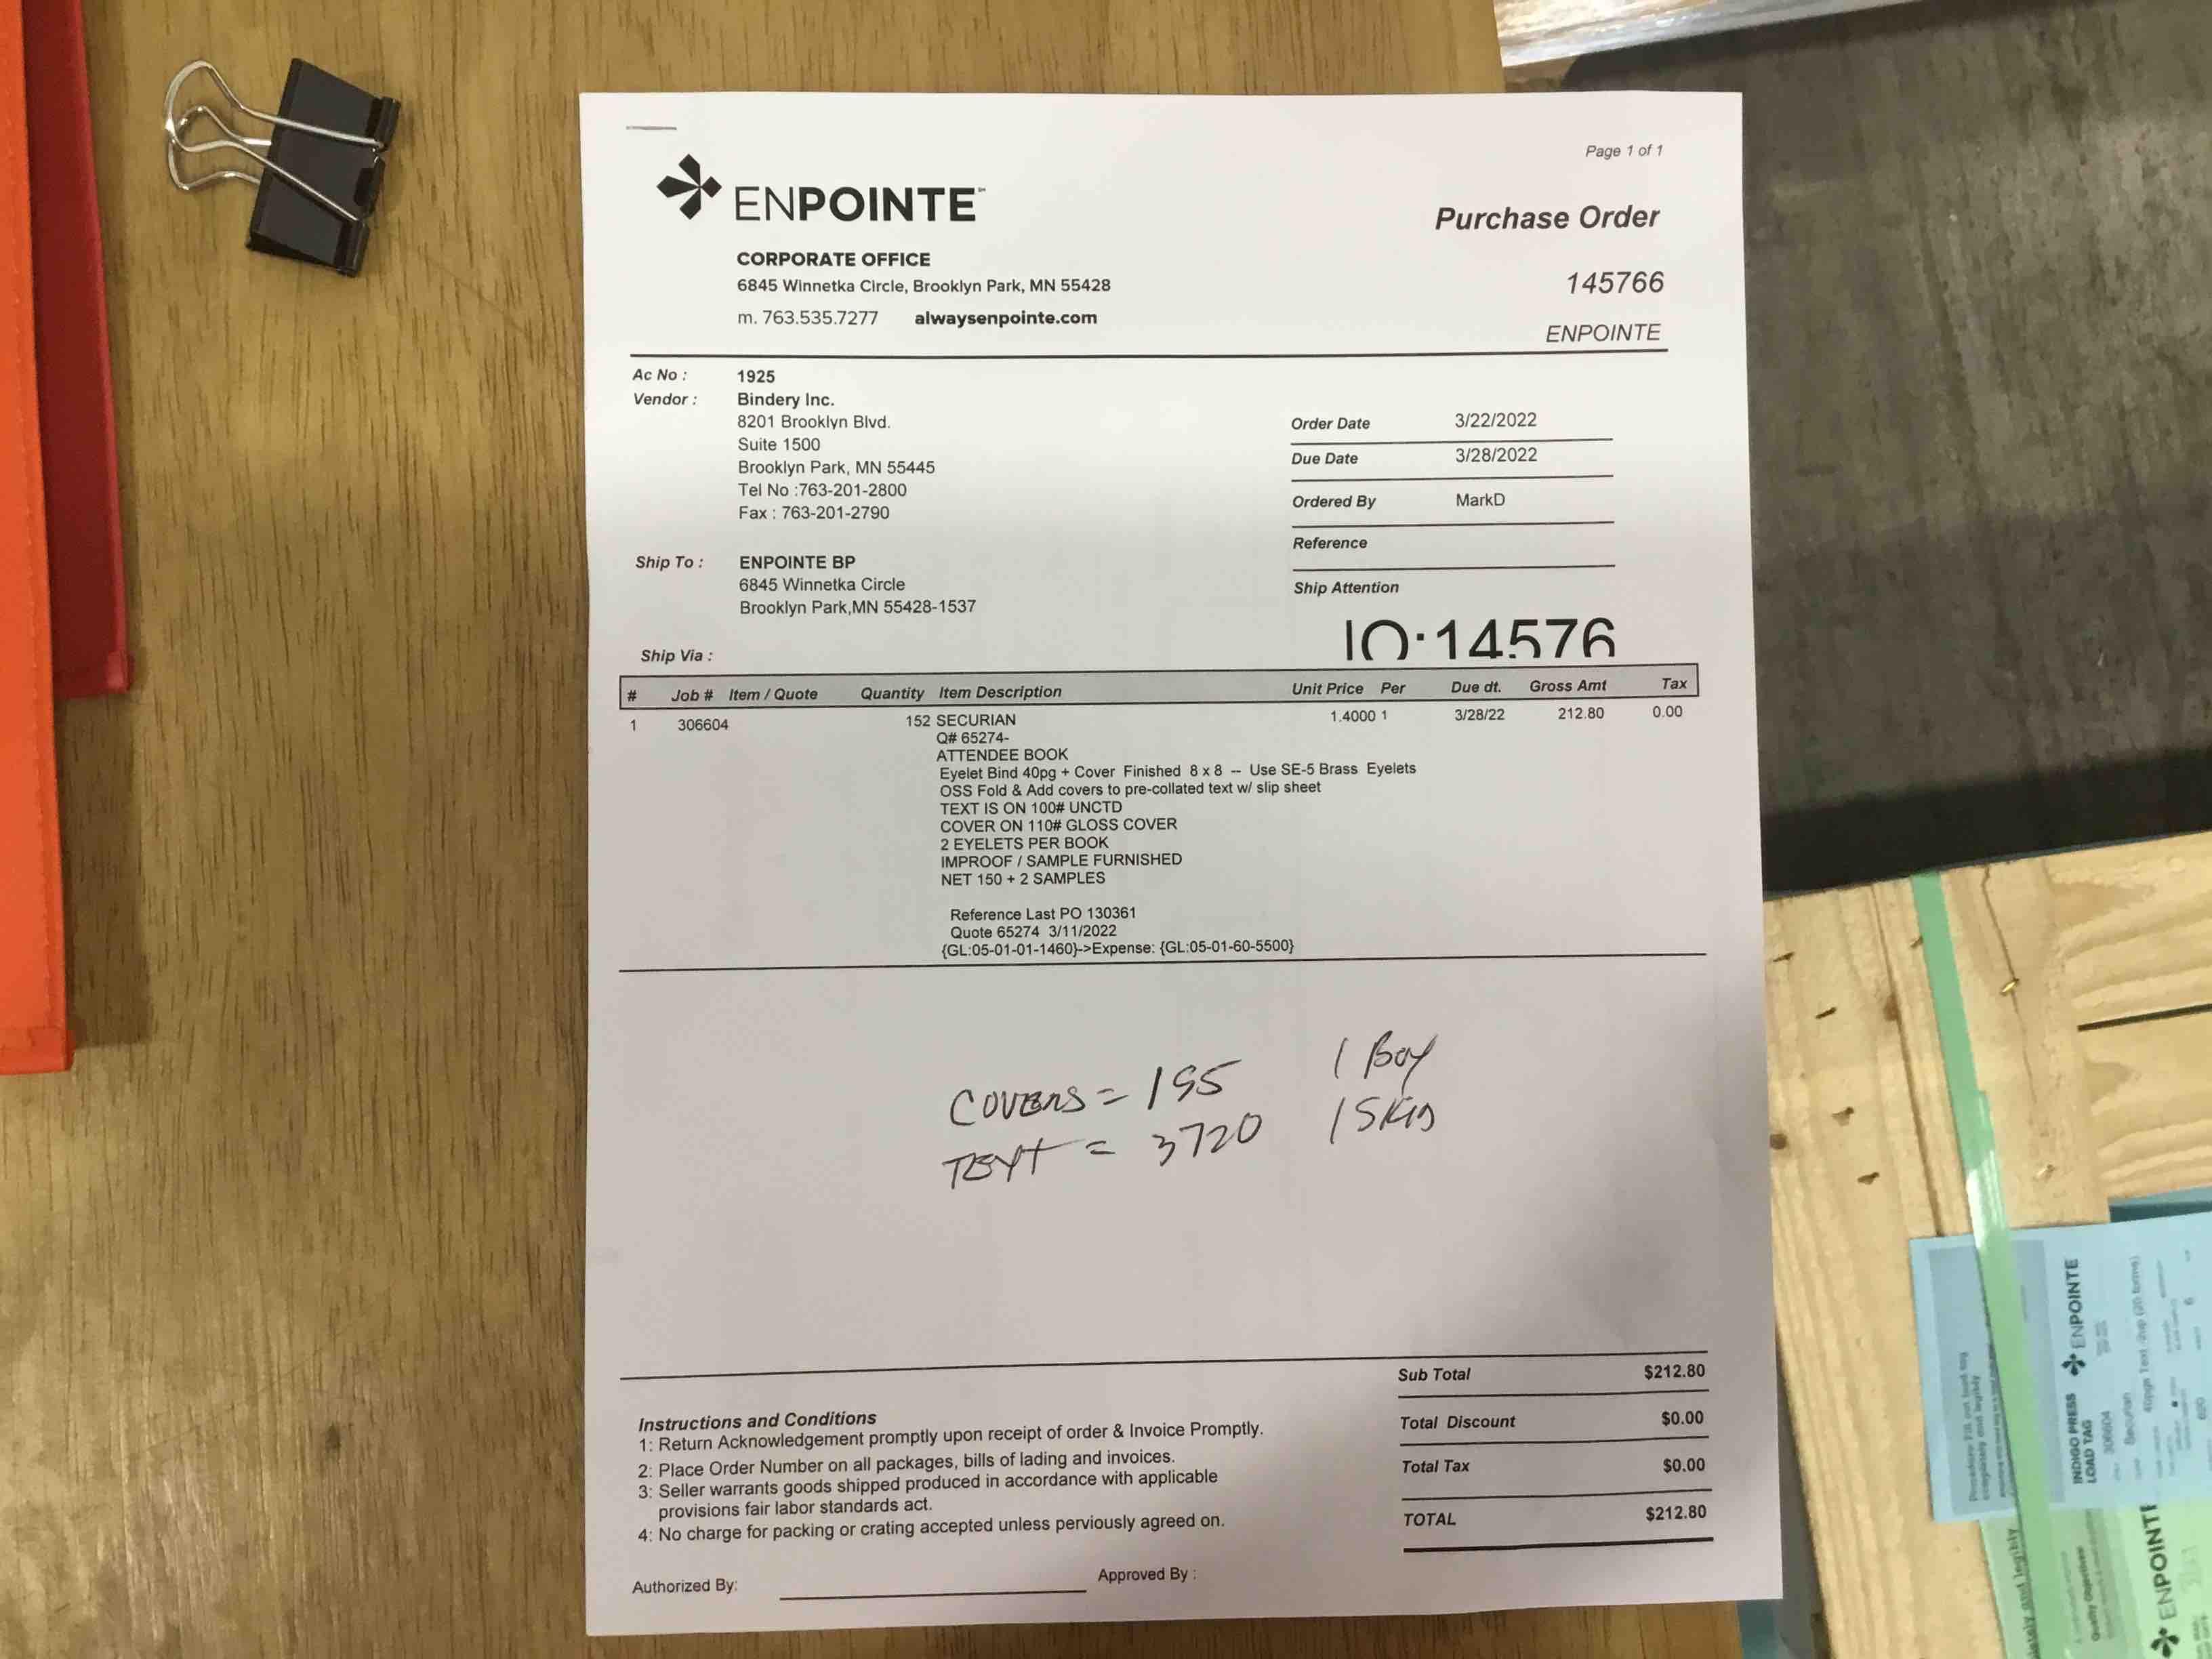 Page 1 of 1
ENPOINTE
Purchase Order
CORPORATE OFFICE
6845 Winnetka Circle, Brooklyn Park, MN 55428
145766
m. 763.535.7277 alwaysenpointe.com
ENPOINTE
Ac No : 1925
Vendor : Bindery Inc.
8201 Brooklyn Blvd.
Suite 1500
Brooklyn Park, MN 55445
Tel No :763-201-2800
Fax : 763-201-2790
Order Date 3/22/2022
Due Date 3/28/2022
Ordered By MarkD
Reference
Ship Attention
Ship To : ENPOINTE BP
6845 Winnetka Circle
Brooklyn Park,MN 55428-1537
Ship Via :
14576
# Job # Item / Quote Quantity Item Description Unit Price Per Due dt. Gross Amt Tax
1 306604 152 SECURIAN 1.4000 1 3/28/22 212.80 0.00
Q# 65274-
ATTENDEE BOOK
Eyelet Bind 40pg + Cover Finished 8 x 8 -- Use SE-5 Brass Eyelets
OSS Fold & Add covers to pre-collated text w/ slip sheet
TEXT IS ON 100# UNCTD
COVER ON 110# GLOSS COVER
2 EYELETS PER BOOK
IMPROOF / SAMPLE FURNISHED
NET 150 + 2 SAMPLES
Reference Last PO 130361
Quote 65274 3/11/2022
{GL:05-01-01-1460}->Expense: {GL:05-01-60-5500}
COVERS = 195 1 Box
TEXT = 3720 1 SKID
Sub Total $212.80
Total Discount $0.00
Total Tax $0.00
TOTAL $212.80
Instructions and Conditions
1: Return Acknowledgement promptly upon receipt of order & Invoice Promptly.
2: Place Order Number on all packages, bills of lading and invoices.
3: Seller warrants goods shipped produced in accordance with applicable
provisions fair labor standards act.
4: No charge for packing or crating accepted unless perviously agreed on.
Authorized By: Approved By :
INDIGO PRESS
LOAD TAG
ENPOINTE
306604
Securian
ENPOINTE